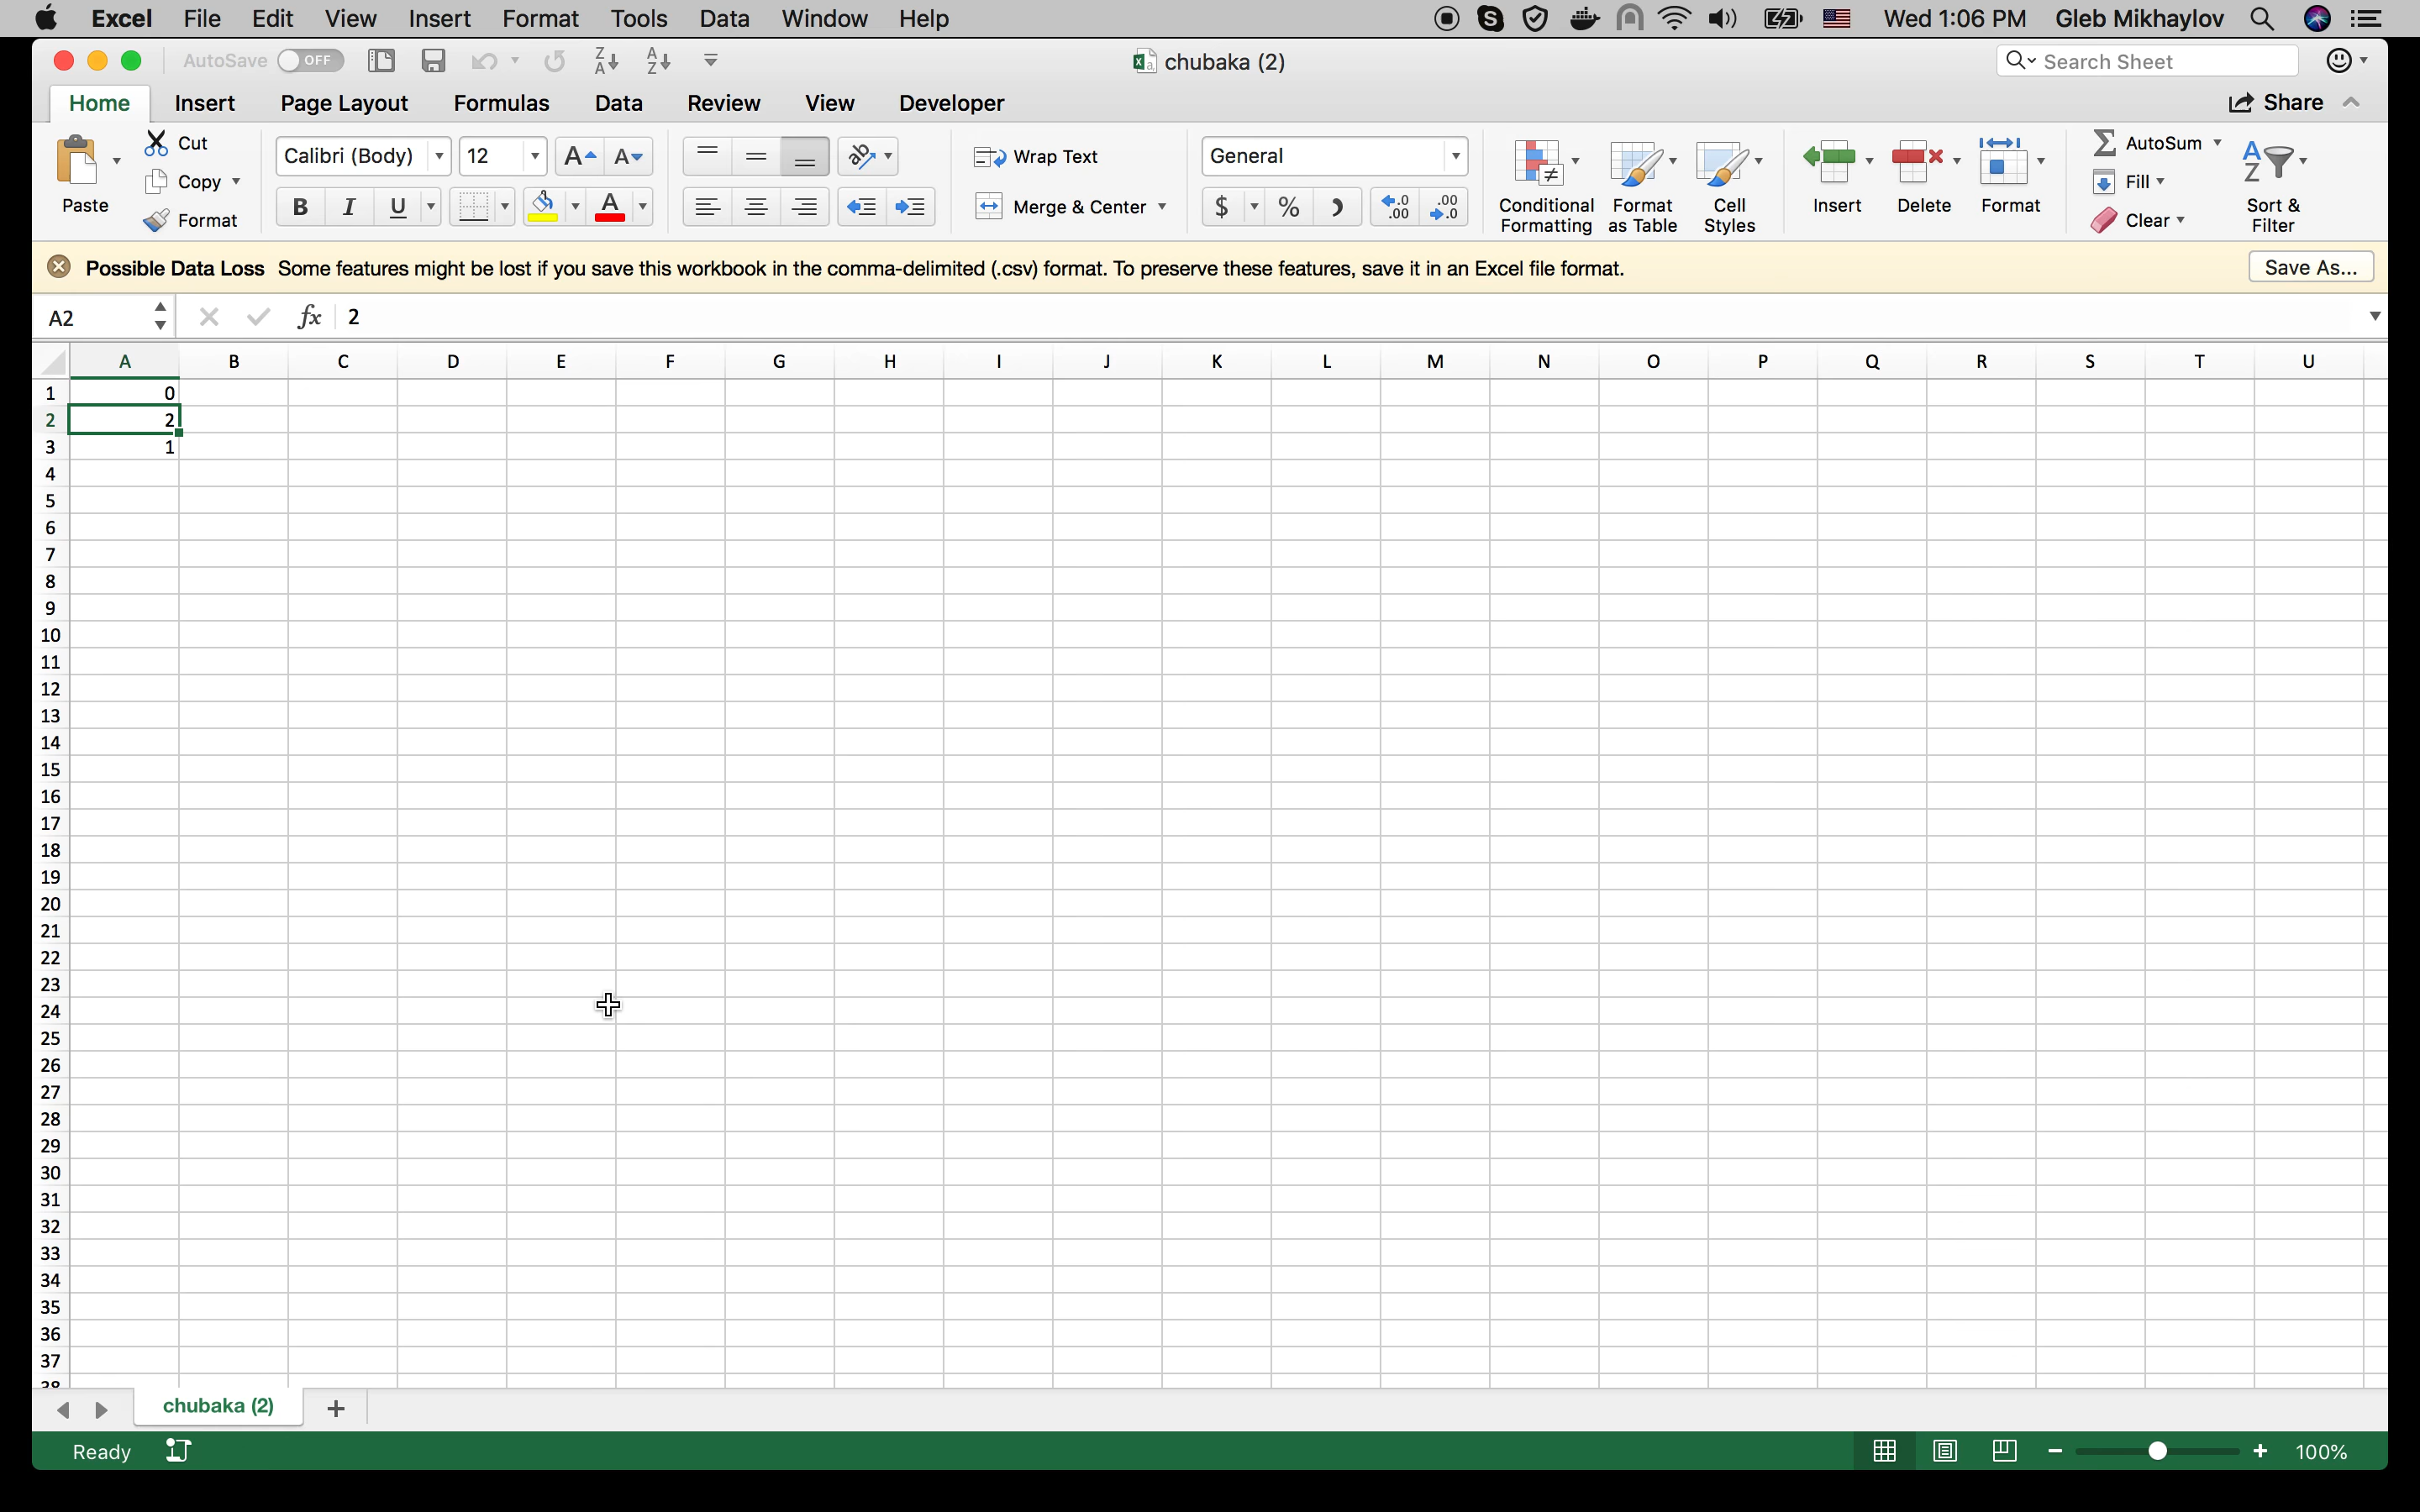 Excel File Edit View Insert Format Tools Data Window Help Wed 1:06 PM Gleb Mikhaylov
AutoSave OFF chubaka (2) Search Sheet
Home Insert Page Layout Formulas Data Review View Developer Share
Paste Cut Copy Format
Calibri (Body) 12
B I U
Wrap Text
Merge & Center
General
$ %
Conditional Formatting
Format as Table
Cell Styles
Insert Delete Format
AutoSum
Fill
Clear
Sort & Filter
Possible Data Loss Some features might be lost if you save this workbook in the comma-delimited (.csv) format. To preserve these features, save it in an Excel file format. Save As...
A2 fx 2
A B C D E F G H I J K L M N O P Q R S T U
1 0
2 2
3 1
4
5
6
7
8
9
10
11
12
13
14
15
16
17
18
19
20
21
22
23
24
25
26
27
28
29
30
31
32
33
34
35
36
37
38
chubaka (2) +
Ready 100%